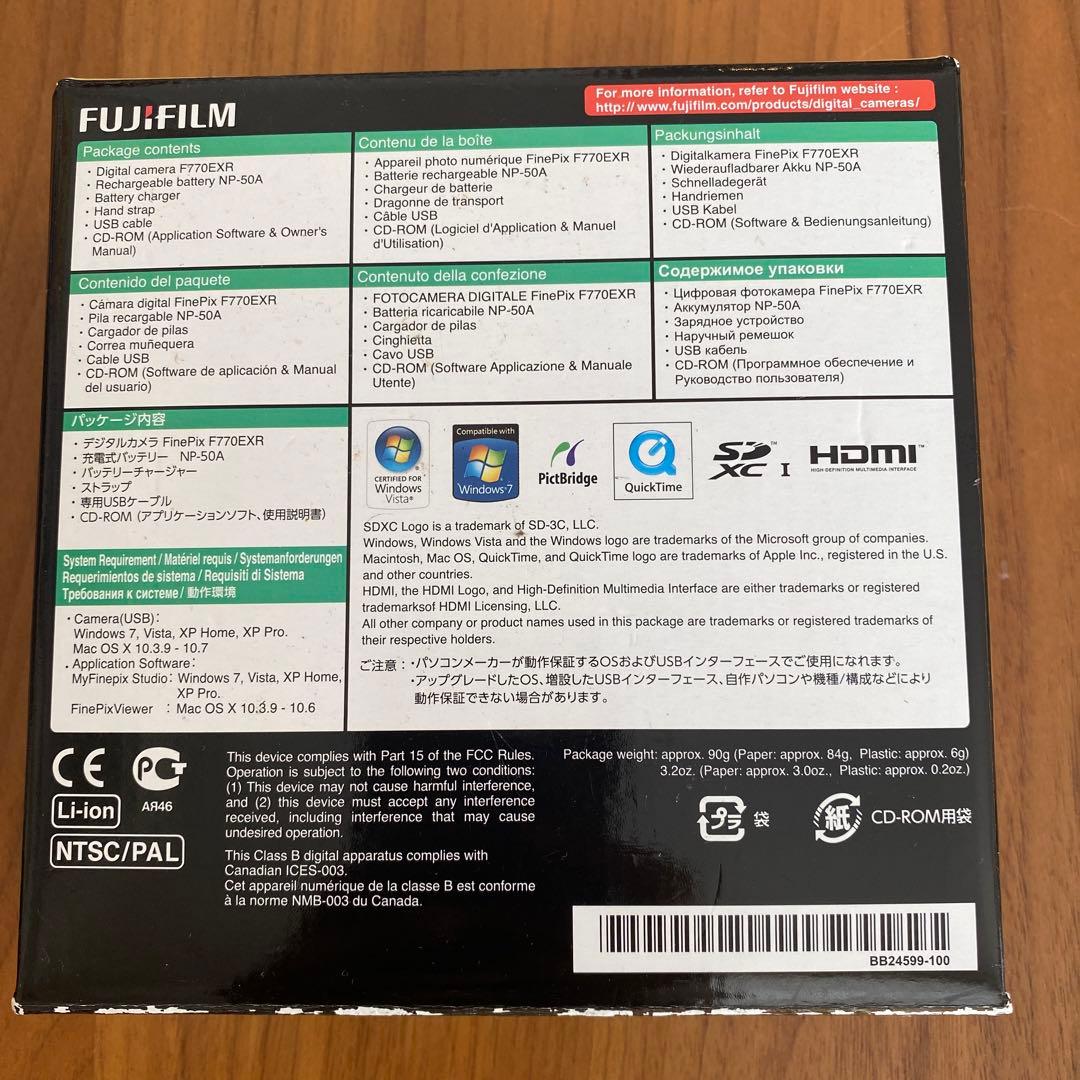 FUJIFILM
For more information, refer to Fujifilm website :
http://www.fujifilm.com/products/digital_cameras/
Package contents
・Digital camera F770EXR
・Rechargeable battery NP-50A
・Battery charger
・Hand strap
・USB cable
・CD-ROM (Application Software & Owner's
Manual)
Contenu de la boîte
・Appareil photo numérique FinePix F770EXR
・Batterie rechargeable NP-50A
・Chargeur de batterie
・Dragonne de transport
・Câble USB
・CD-ROM (Logiciel d'Application & Manuel
d'Utilisation)
Packungsinhalt
・Digitalkamera FinePix F770EXR
・Wiederaufladbarer Akku NP-50A
・Schnelladegerät
・Handriemen
・USB Kabel
・CD-ROM (Software & Bedienungsanleitung)
Contenido del paquete
・Cámara digital FinePix F770EXR
・Pila recargable NP-50A
・Cargador de pilas
・Correa muñequera
・Cable USB
・CD-ROM (Software de aplicación & Manual
del usuario)
Contenuto della confezione
・FOTOCAMERA DIGITALE FinePix F770EXR
・Batteria ricaricabile NP-50A
・Cargador de pilas
・Cinghietta
・Cavo USB
・CD-ROM (Software Applicazione & Manuale
Utente)
Содержимое упаковки
・Цифровая фотокамера FinePix F770EXR
・Аккумулятор NP-50A
・Зарядное устройство
・Наручный ремешок
・USB кабель
・CD-ROM (Программное обеспечение и
Руководство пользователя)
パッケージ内容
・デジタルカメラ FinePix F770EXR
・充電式バッテリー NP-50A
・バッテリーチャージャー
・ストラップ
・専用USBケーブル
・CD-ROM (アプリケーションソフト、使用説明書)
System Requirement / Matériel requis / Systemanforderungen
Requerimientos de sistema / Requisiti di Sistema
Требования к системе / 動作環境
・Camera(USB):
Windows 7, Vista, XP Home, XP Pro.
Mac OS X 10.3.9 - 10.7
・Application Software:
MyFinepix Studio: Windows 7, Vista, XP Home,
XP Pro.
FinePixViewer : Mac OS X 10.3.9 - 10.6
CERTIFIED FOR
Windows
Vista®
Compatible with
Windows®7
PictBridge
QuickTime
SD XC I
HDMI™
HIGH-DEFINITION MULTIMEDIA INTERFACE
SDXC Logo is a trademark of SD-3C, LLC.
Windows, Windows Vista and the Windows logo are trademarks of the Microsoft group of companies.
Macintosh, Mac OS, QuickTime, and QuickTime logo are trademarks of Apple Inc., registered in the U.S.
and other countries.
HDMI, the HDMI Logo, and High-Definition Multimedia Interface are either trademarks or registered
trademarksof HDMI Licensing, LLC.
All other company or product names used in this package are trademarks or registered trademarks of
their respective holders.
ご注意:・パソコンメーカーが動作保証するOSおよびUSBインターフェースでご使用になれます。
・アップグレードしたOS、増設したUSBインターフェース、自作パソコンや機種/構成などにより
動作保証できない場合があります。
CE
АЯ46
Li-ion
NTSC/PAL
This device complies with Part 15 of the FCC Rules.
Operation is subject to the following two conditions:
(1) This device may not cause harmful interference,
and (2) this device must accept any interference
received, including interference that may cause
undesired operation.
This Class B digital apparatus complies with
Canadian ICES-003.
Cet appareil numérique de la classe B est conforme
à la norme NMB-003 du Canada.
Package weight: approx. 90g (Paper: approx. 84g, Plastic: approx. 6g)
3.2oz. (Paper: approx. 3.0oz., Plastic: approx. 0.2oz.)
プラ 袋
紙 CD-ROM用袋
BB24599-100